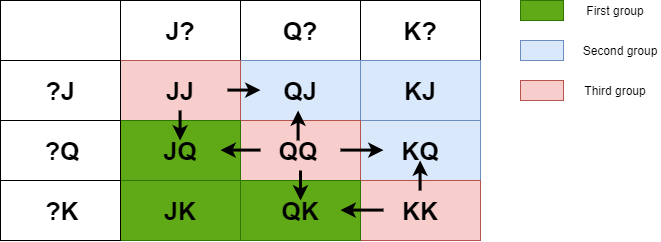 J? Q? K?
?J JJ QJ KJ
?Q JQ QQ KQ
?K JK QK KK
First group
Second group
Third group